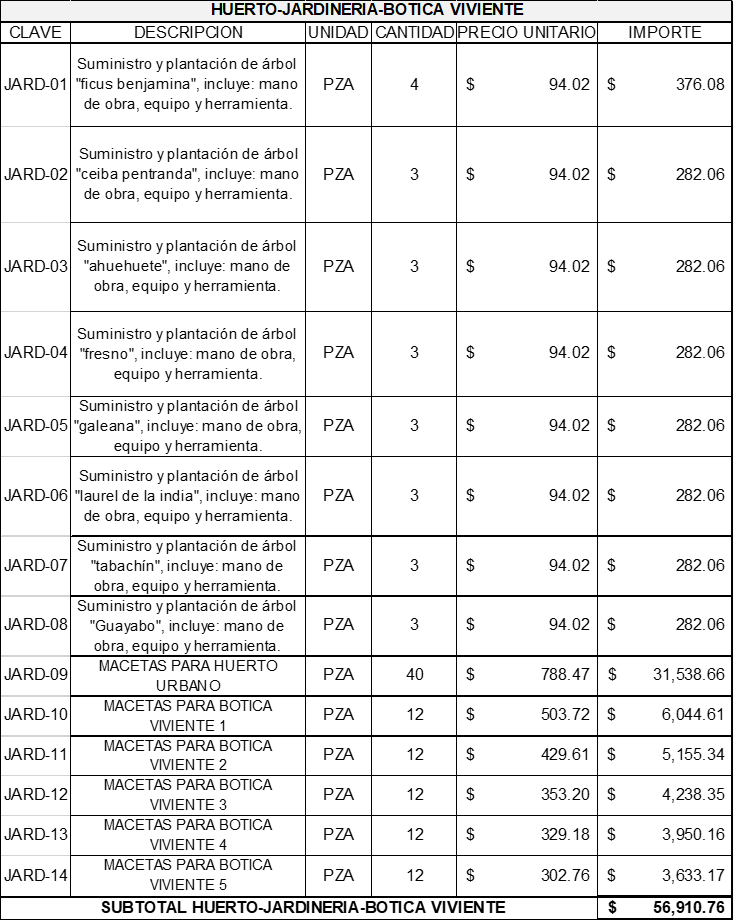 HUERTO-JARDINERIA-BOTICA VIVIENTE
CLAVE DESCRIPCION UNIDAD CANTIDAD PRECIO UNITARIO IMPORTE
Suministro y plantación de árbol
JARD-01 "ficus benjamina", incluye: mano PZA 4 $ 94.02 $ 376.08
de obra, equipo y herramienta.
Suministro y plantación de árbol
JARD-02 "ceiba pentranda", incluye: mano PZA 3 $ 94.02 $ 282.06
de obra, equipo y herramienta.
Suministro y plantación de árbol
JARD-03 "ahuehuete", incluye: mano de PZA 3 $ 94.02 $ 282.06
obra, equipo y herramienta.
Suministro y plantación de árbol
JARD-04 "fresno", incluye: mano de obra, PZA 3 $ 94.02 $ 282.06
equipo y herramienta.
Suministro y plantación de árbol
JARD-05 "galeana", incluye: mano de obra, PZA 3 $ 94.02 $ 282.06
equipo y herramienta.
Suministro y plantación de árbol
JARD-06 "laurel de la india", incluye: mano PZA 3 $ 94.02 $ 282.06
de obra, equipo y herramienta.
Suministro y plantación de árbol
JARD-07 "tabachín", incluye: mano de PZA 3 $ 94.02 $ 282.06
obra, equipo y herramienta.
Suministro y plantación de árbol
JARD-08 "Guayabo", incluye: mano de PZA 3 $ 94.02 $ 282.06
obra, equipo y herramienta.
JARD-09 MACETAS PARA HUERTO PZA 40 $ 788.47 $ 31,538.66
URBANO
JARD-10 MACETAS PARA BOTICA PZA 12 $ 503.72 $ 6,044.61
VIVIENTE 1
JARD-11 MACETAS PARA BOTICA PZA 12 $ 429.61 $ 5,155.34
VIVIENTE 2
JARD-12 MACETAS PARA BOTICA PZA 12 $ 353.20 $ 4,238.35
VIVIENTE 3
JARD-13 MACETAS PARA BOTICA PZA 12 $ 329.18 $ 3,950.16
VIVIENTE 4
JARD-14 MACETAS PARA BOTICA PZA 12 $ 302.76 $ 3,633.17
VIVIENTE 5
SUBTOTAL HUERTO-JARDINERIA-BOTICA VIVIENTE $ 56,910.76